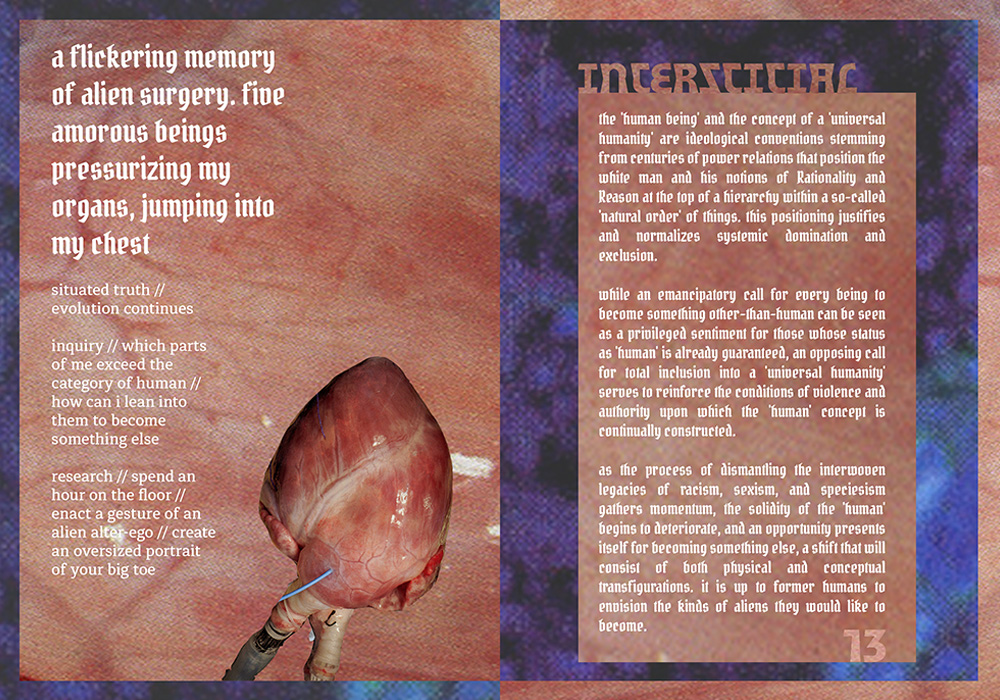 a flickering memory
of alien surgery. five
amorous beings
pressurizing my
organs, jumping into
my chest
situated truth //
evolution continues
inquiry // which parts
of me exceed the
category of human //
how can i lean into
them to become
something else
research // spend an
hour on the floor //
enact a gesture of an
alien alter-ego // create
an oversized portrait
of your big toe
INTERSTITIAL
the 'human being' and the concept of a 'universal
humanity' are ideological conventions stemming
from centuries of power relations that position the
white man and his notions of Rationality and
Reason at the top of a hierarchy within a so-called
'natural order' of things. this positioning justifies
and normalizes systemic domination and
exclusion.
while an emancipatory call for every being to
become something other-than-human can be seen
as a privileged sentiment for those whose status
as 'human' is already guaranteed, an opposing call
for total inclusion into a 'universal humanity'
serves to reinforce the conditions of violence and
authority upon which the 'human' concept is
continually constructed.
as the process of dismantling the interwoven
legacies of racism, sexism, and speciesism
gathers momentum, the solidity of the 'human'
begins to deteriorate, and an opportunity presents
itself for becoming something else, a shift that will
consist of both physical and conceptual
transfigurations. it is up to former humans to
envision the kinds of aliens they would like to
become.
13